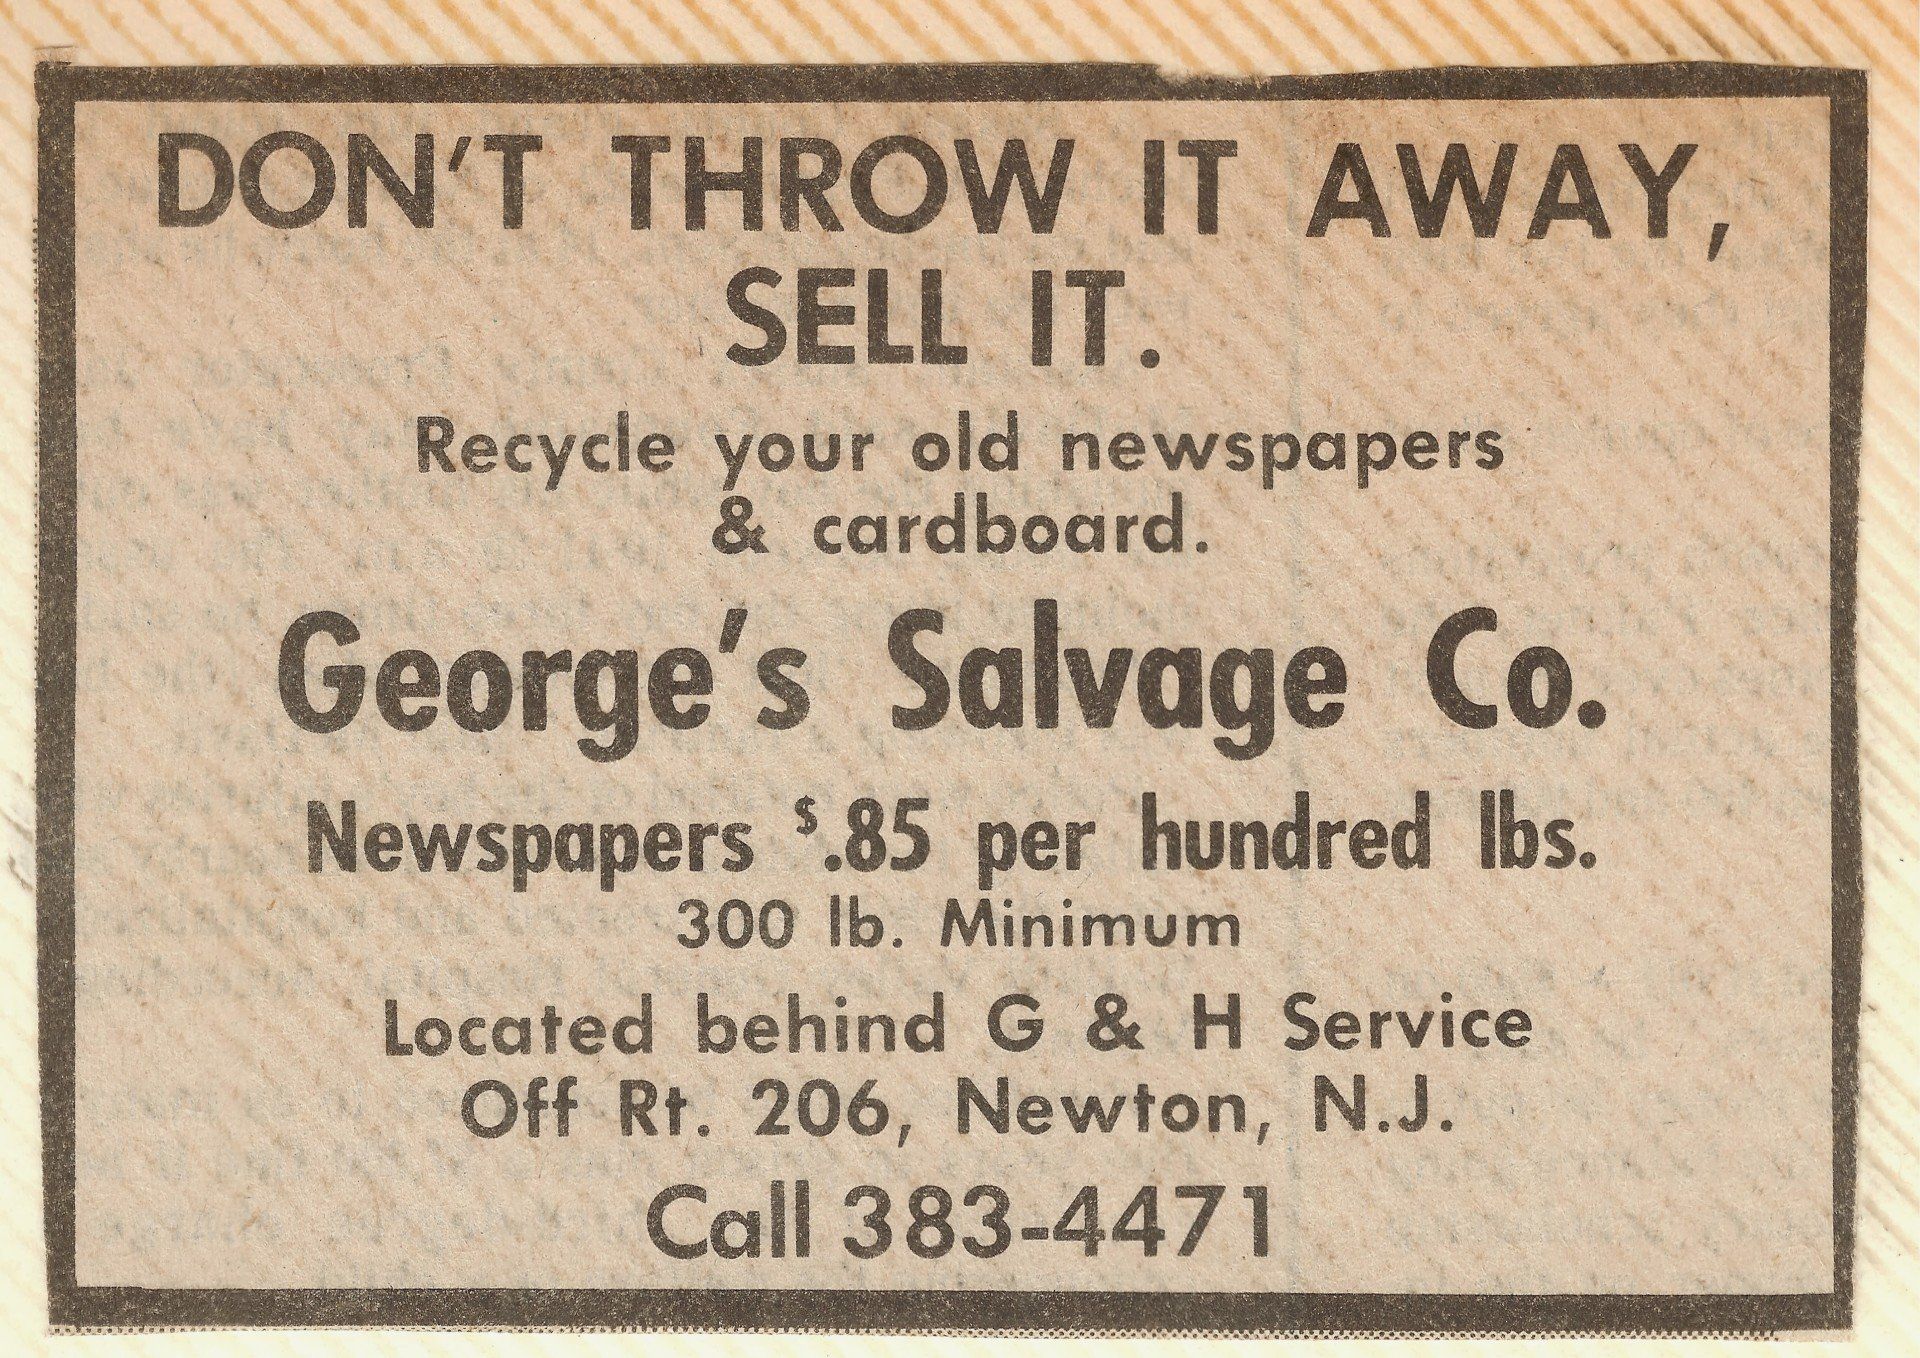 DON'T THROW IT AWAY,
SELL IT.
Recycle your old newspapers
& cardboard.
George's Salvage Co.
Newspapers $.85 per hundred lbs.
300 lb. Minimum
Located behind G & H Service
Off Rt. 206, Newton, N.J.
Call 383-4471